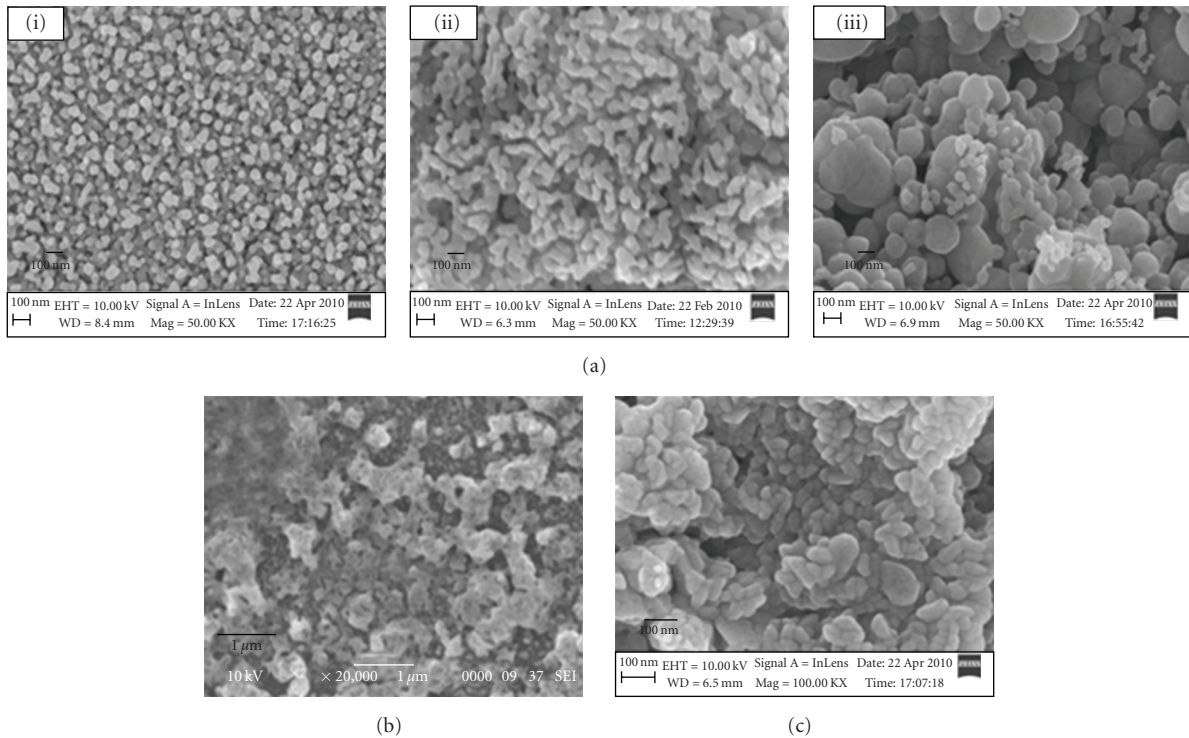 (i)
100 nm
100 nm EHT = 10.00 kV Signal A = InLens Date: 22 Apr 2010 ZEISS
WD = 8.4 mm Mag = 50.00 KX Time: 17:16:25
(ii)
100 nm
100 nm EHT = 10.00 kV Signal A = InLens Date: 22 Feb 2010 ZEISS
WD = 6.3 mm Mag = 50.00 KX Time: 12:29:39
(iii)
100 nm
100 nm EHT = 10.00 kV Signal A = InLens Date: 22 Apr 2010 ZEISS
WD = 6.9 mm Mag = 50.00 KX Time: 16:55:42
(a)
1 μm
10 kV × 20,000 1 μm 0000 09 37 SEI
(b)
100 nm
100 nm EHT = 10.00 kV Signal A = InLens Date: 22 Apr 2010 ZEISS
WD = 6.5 mm Mag = 100.00 KX Time: 17:07:18
(c)